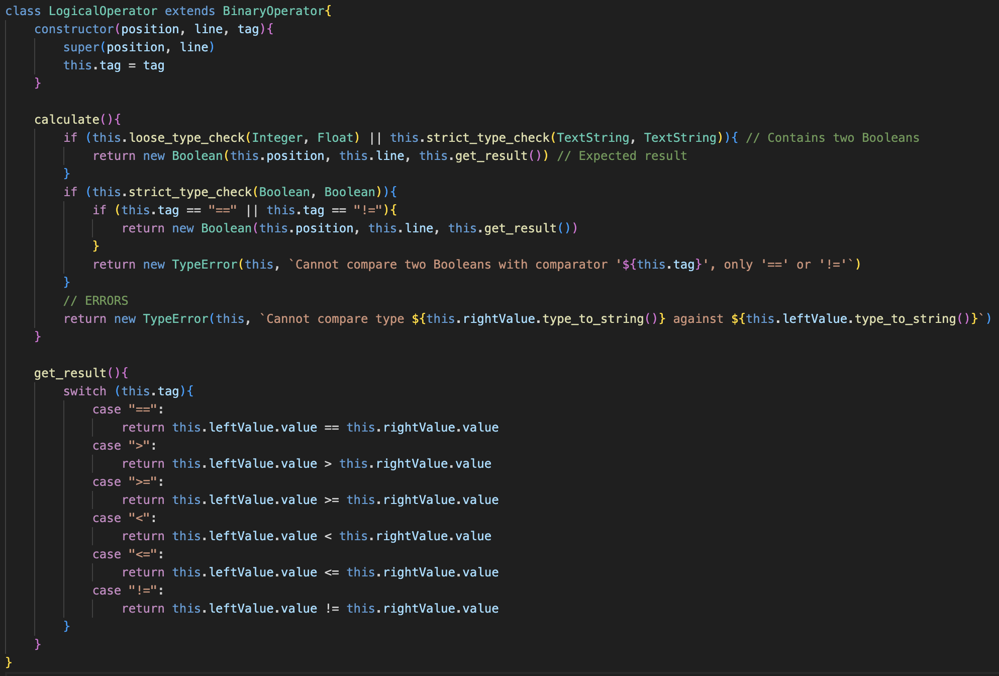 class LogicalOperator extends BinaryOperator{
    constructor(position, line, tag){
        super(position, line)
        this.tag = tag
    }

    calculate(){
        if (this.loose_type_check(Integer, Float) || this.strict_type_check(TextString, TextString)){ // Contains two Booleans
            return new Boolean(this.position, this.line, this.get_result()) // Expected result
        }
        if (this.strict_type_check(Boolean, Boolean)){
            if (this.tag == "==" || this.tag == "!="){
                return new Boolean(this.position, this.line, this.get_result())
            }
            return new TypeError(this, `Cannot compare two Booleans with comparator '${this.tag}', only '==' or '!='`)
        }
        // ERRORS
        return new TypeError(this, `Cannot compare type ${this.rightValue.type_to_string()} against ${this.leftValue.type_to_string()}`)
    }

    get_result(){
        switch (this.tag){
            case "==":
                return this.leftValue.value == this.rightValue.value
            case ">":
                return this.leftValue.value > this.rightValue.value
            case ">=":
                return this.leftValue.value >= this.rightValue.value
            case "<":
                return this.leftValue.value < this.rightValue.value
            case "<=":
                return this.leftValue.value <= this.rightValue.value
            case "!=":
                return this.leftValue.value != this.rightValue.value
        }
    }
}